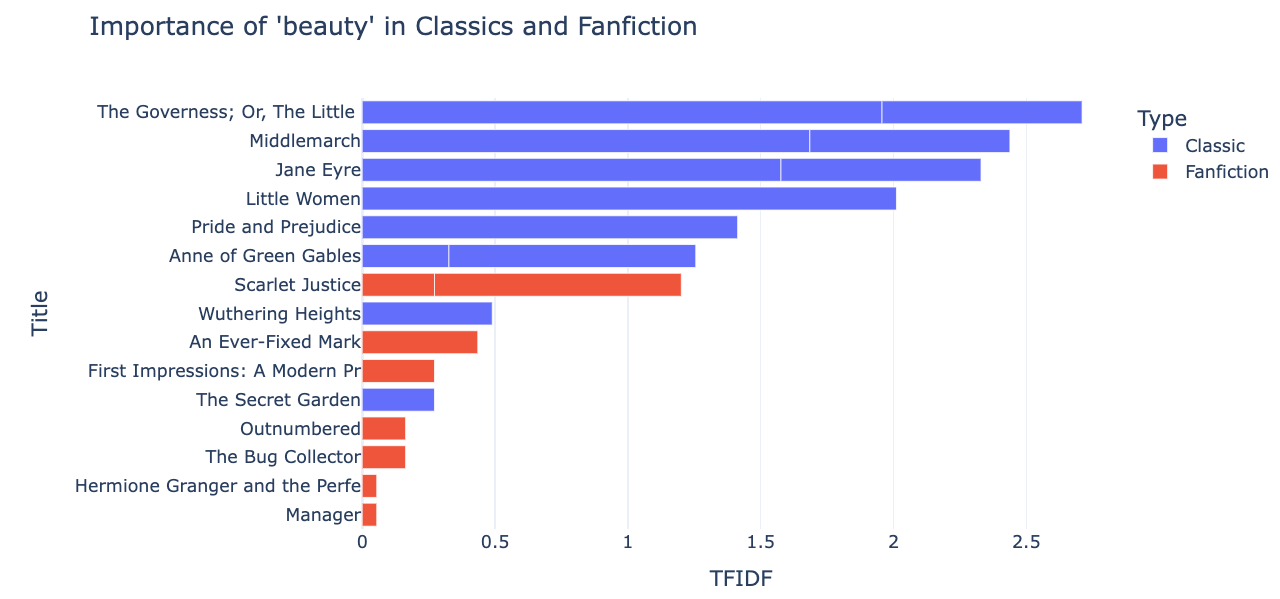 Importance of 'beauty' in Classics and Fanfiction
Type
Classic
Fanfiction
Title
The Governess; Or, The Little
Middlemarch
Jane Eyre
Little Women
Pride and Prejudice
Anne of Green Gables
Scarlet Justice
Wuthering Heights
An Ever-Fixed Mark
First Impressions: A Modern Pr
The Secret Garden
Outnumbered
The Bug Collector
Hermione Granger and the Perfe
Manager
0 0.5 1 1.5 2 2.5
TFIDF